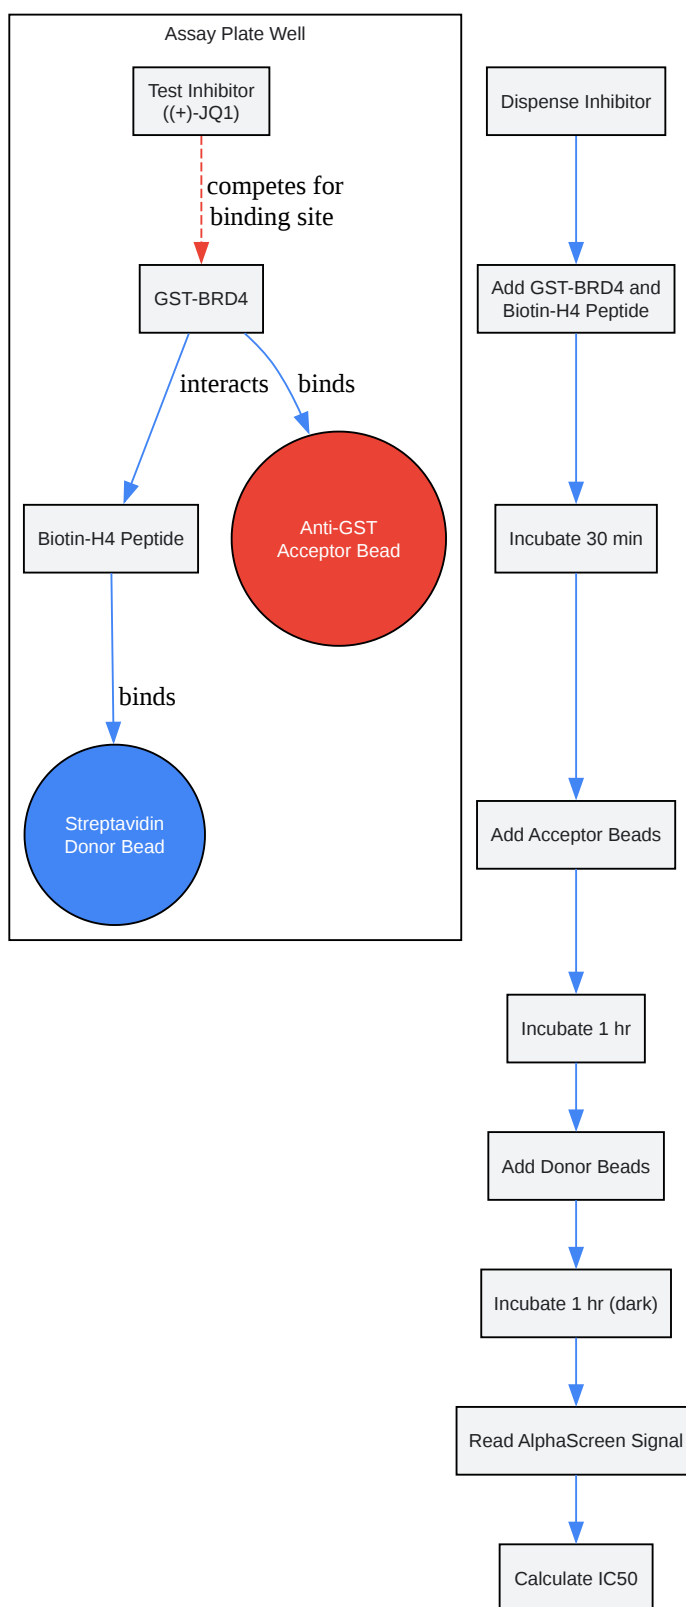 Assay Plate Well
Test Inhibitor
((+)-JQ1)
competes for
binding site
GST-BRD4
interacts
binds
Biotin-H4 Peptide
Anti-GST
Acceptor Bead
binds
Streptavidin
Donor Bead
Dispense Inhibitor
Add GST-BRD4 and
Biotin-H4 Peptide
Incubate 30 min
Add Acceptor Beads
Incubate 1 hr
Add Donor Beads
Incubate 1 hr (dark)
Read AlphaScreen Signal
Calculate IC50